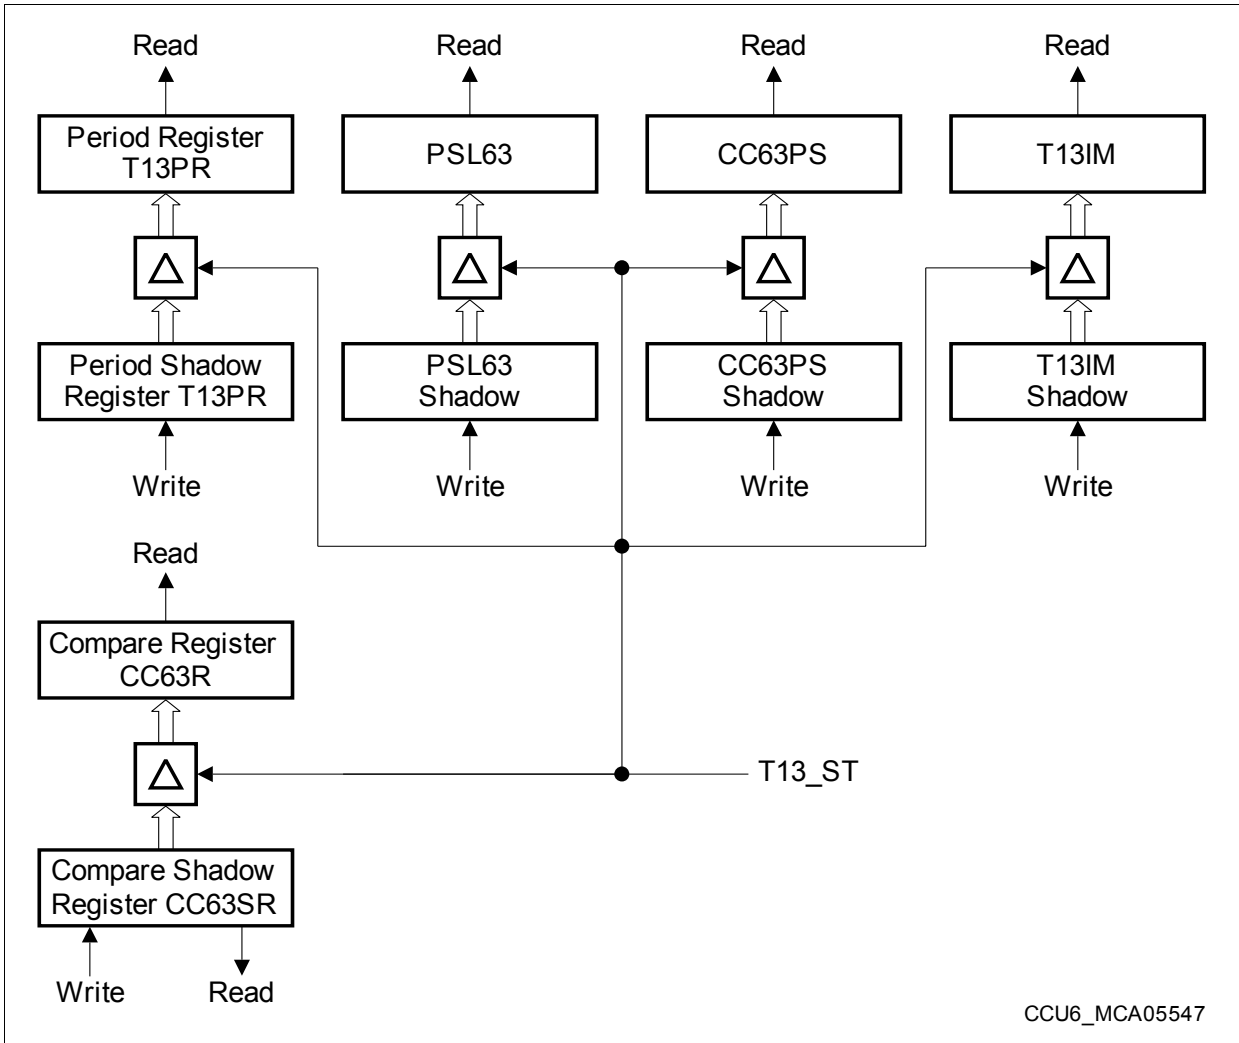 Read
Read
Read
Read
Period Register
T13PR
PSL63
CC63PS
T13IM
Period Shadow
Register T13PR
PSL63
Shadow
CC63PS
Shadow
T13IM
Shadow
Write
Write
Write
Write
Read
Compare Register
CC63R
T13_ST
Compare Shadow
Register CC63SR
Write
Read
CCU6_MCA05547